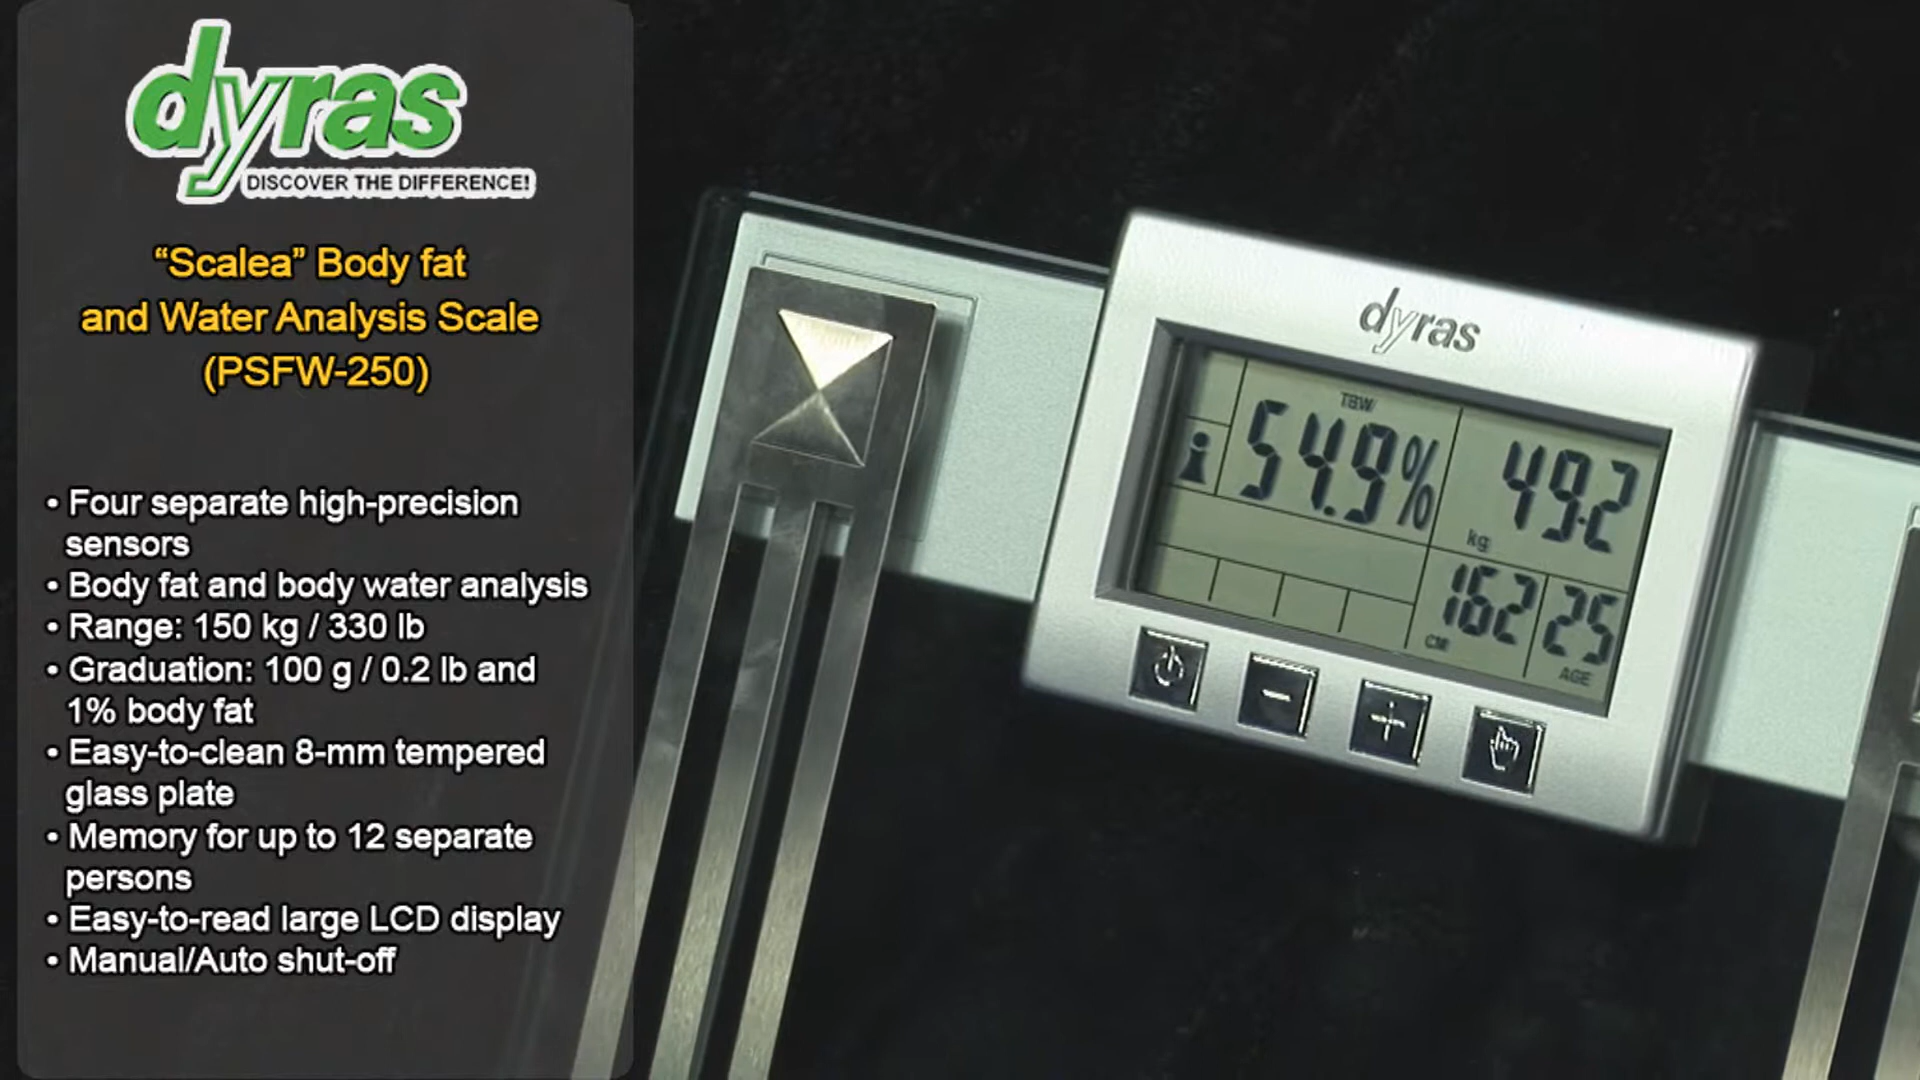 dyras
DISCOVER THE DIFFERENCE!
“Scalea” Body fat
and Water Analysis Scale
(PSFW-250)
• Four separate high-precision
sensors
• Body fat and body water analysis
• Range: 150 kg / 330 lb
• Graduation: 100 g / 0.2 lb and
1% body fat
• Easy-to-clean 8-mm tempered
glass plate
• Memory for up to 12 separate
persons
• Easy-to-read large LCD display
• Manual/Auto shut-off
dyras
TBW
54.9%
49.2
kg
162
CM
25
AGE